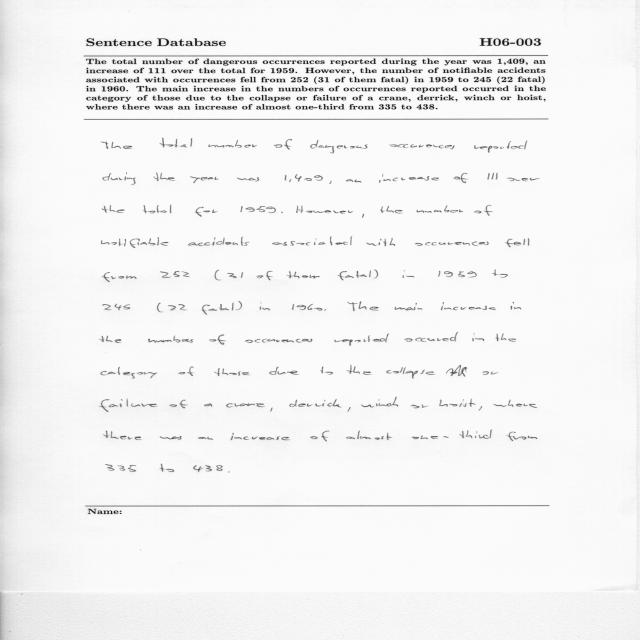 Sentence Database H06-003
The total number of dangerous occurrences reported during the year was 1,409, an
increase of 111 over the total for 1959. However, the number of notifiable accidents
associated with occurrences fell from 252 (31 of them fatal) in 1959 to 245 (22 fatal)
in 1960. The main increase in the numbers of occurrences reported occurred in the
category of those due to the collapse or failure of a crane, derrick, winch or hoist,
where there was an increase of almost one-third from 335 to 438.
The total number of dangerous occurences reported
during the year was 1,409, an increase of 111 over
the total for 1959. However, the number of
notifiable accidents associated with occurences fell
from 252 (31 of them fatal) in 1959 to
245 (22 fatal) in 1960. The main increase in
the numbers of occurences reported occured in the
category of those due to the collapse or
failure of a crane, derrick, winch or hoist, where
there was an increase of almost one-third from
335 to 438.
Name: